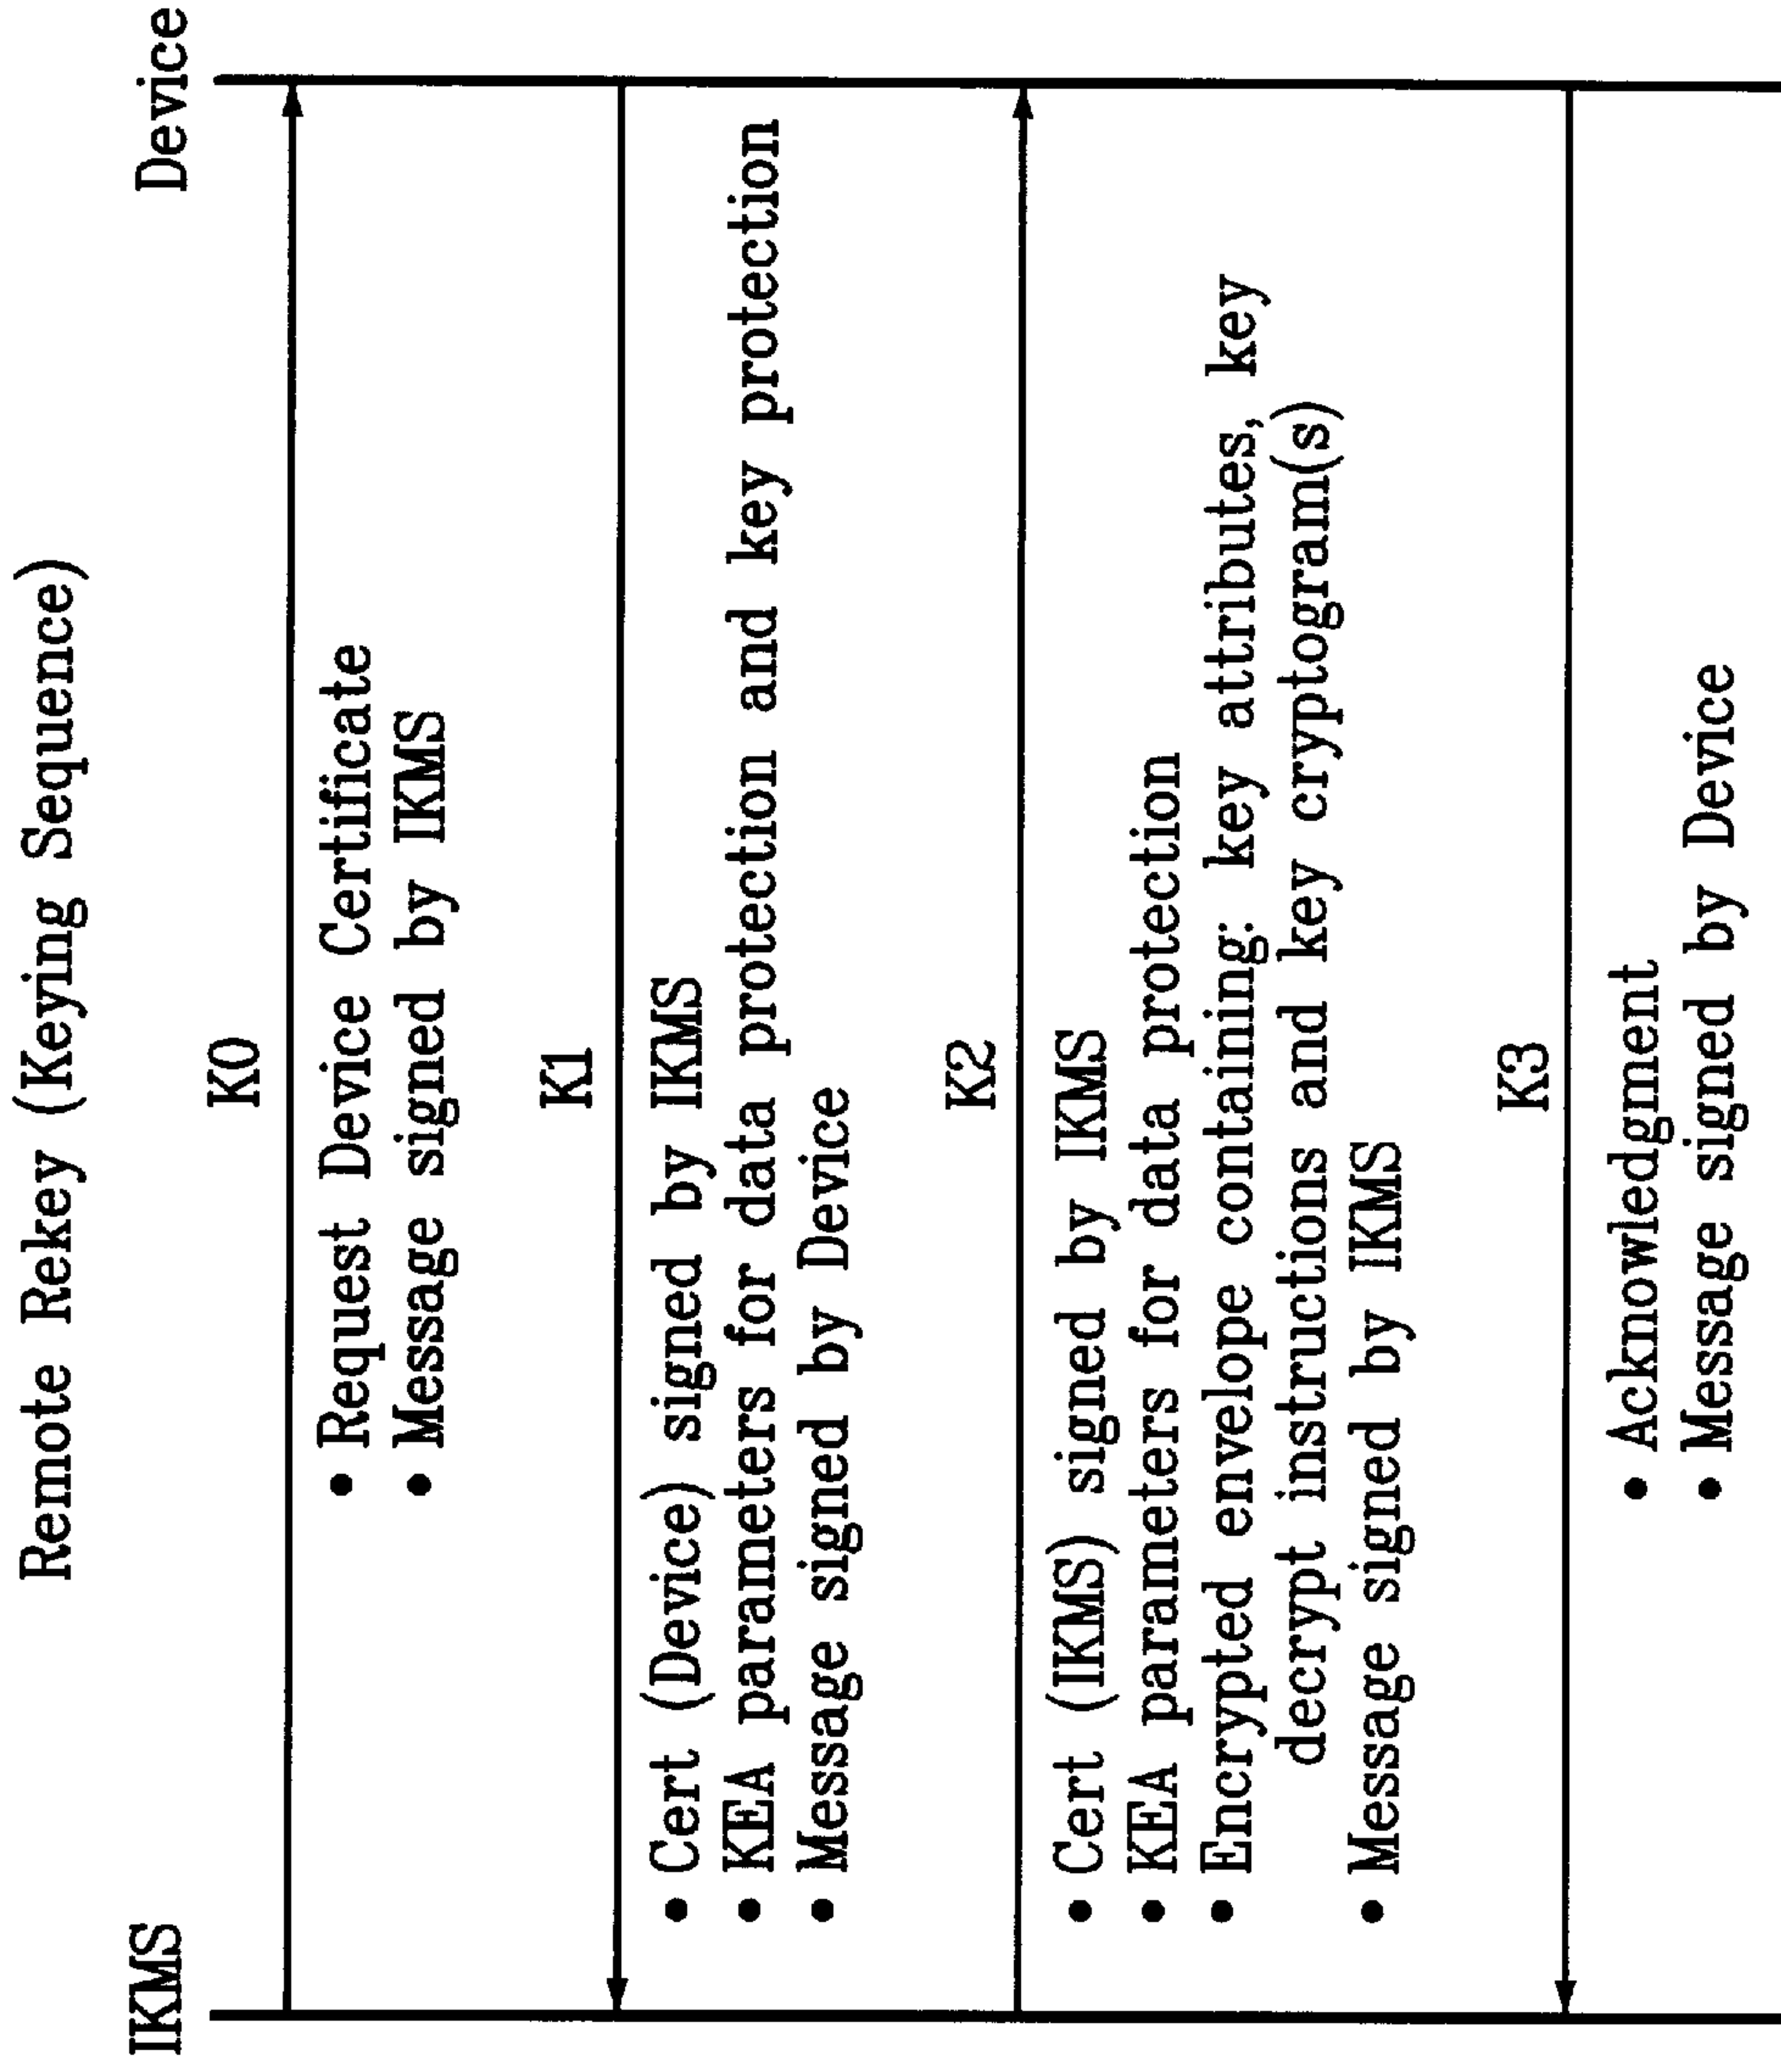 Remote Rekey (Keying Sequence)
IKMS
Device
K0
• Request Device Certificate
• Message signed by IKMS
K1
• Cert (Device) signed by IKMS
• KEA parameters for data protection and key protection
• Message signed by Device
K2
• Cert (IKMS) signed by IKMS
• KEA parameters for data protection
• Encrypted envelope containing: key attributes, key
decrypt instructions and key cryptogram(s)
• Message signed by IKMS
K3
• Acknowledgment
• Message signed by Device